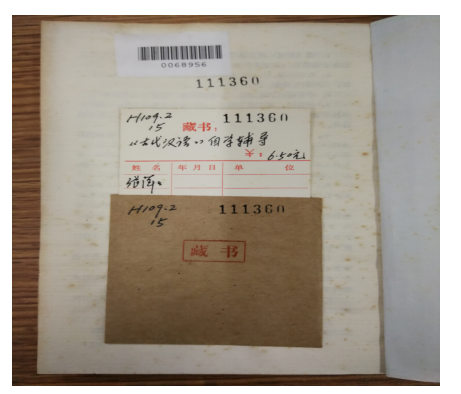 0068956
111360
H109.2 111360
15 藏书:
《古代汉语》自学辅导
￥: 6.50元
姓 名 年 月 日 单 位
H109.2 111360
15
藏 书